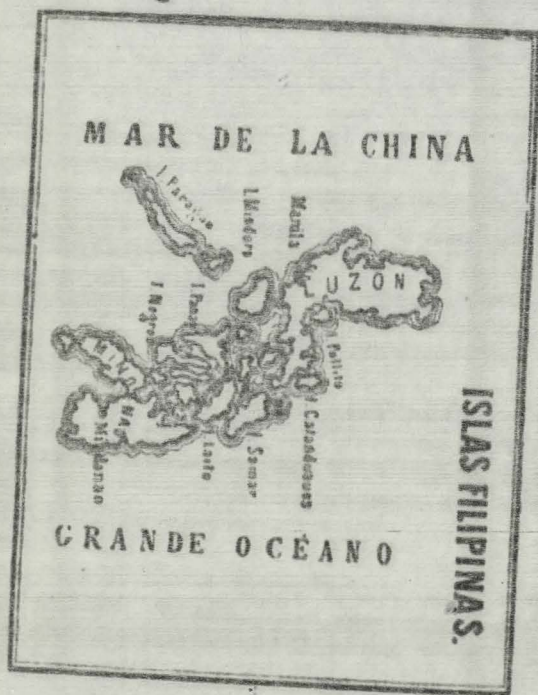 ISLAS FILIPINAS.
MAR DE LA CHINA
I. Paragua
I. Mindoro
Manila
UZÓN
I. Panay
I. Negros
I. Polillo
I. Catanduanes
I. Samar
Leite
MINDANAO
Mindanao
GRANDE OCÉANO